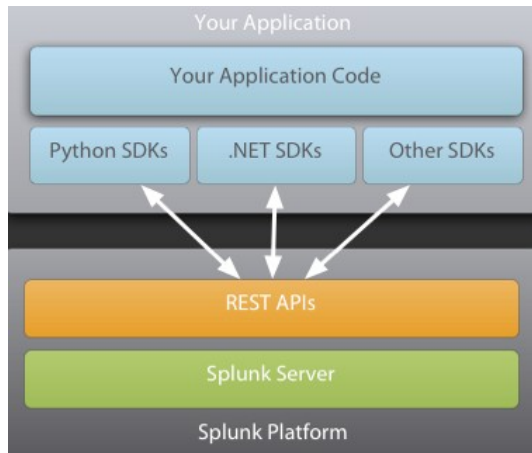 Your Application
Your Application Code
Python SDKs
.NET SDKs
Other SDKs
REST APIs
Splunk Server
Splunk Platform